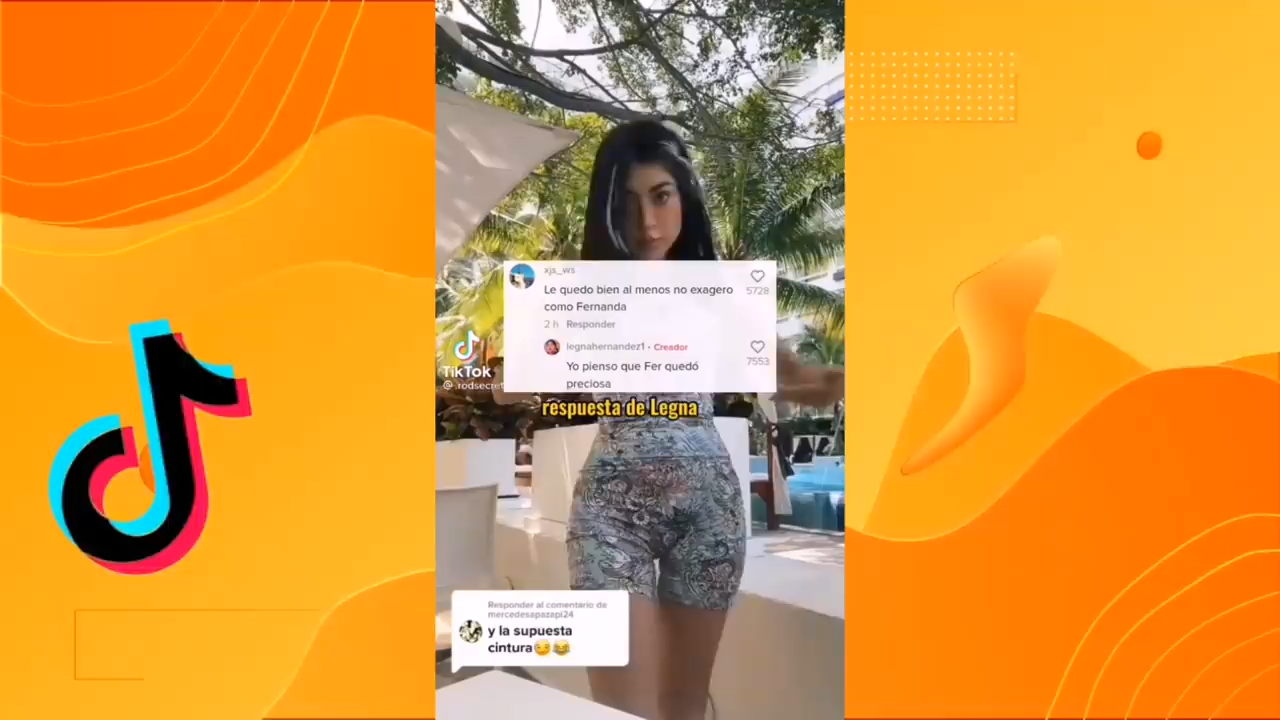 xjs_ws
Le quedo bien al menos no exagero
como Fernanda
5728
2 h Responder
legnahernandez1 · Creador
Yo pienso que Fer quedó
preciosa
7553
TikTok
@.rodsecret
respuesta de Legna
Responder al comentario de
mercedesapazapi24
y la supuesta
cintura😏😂